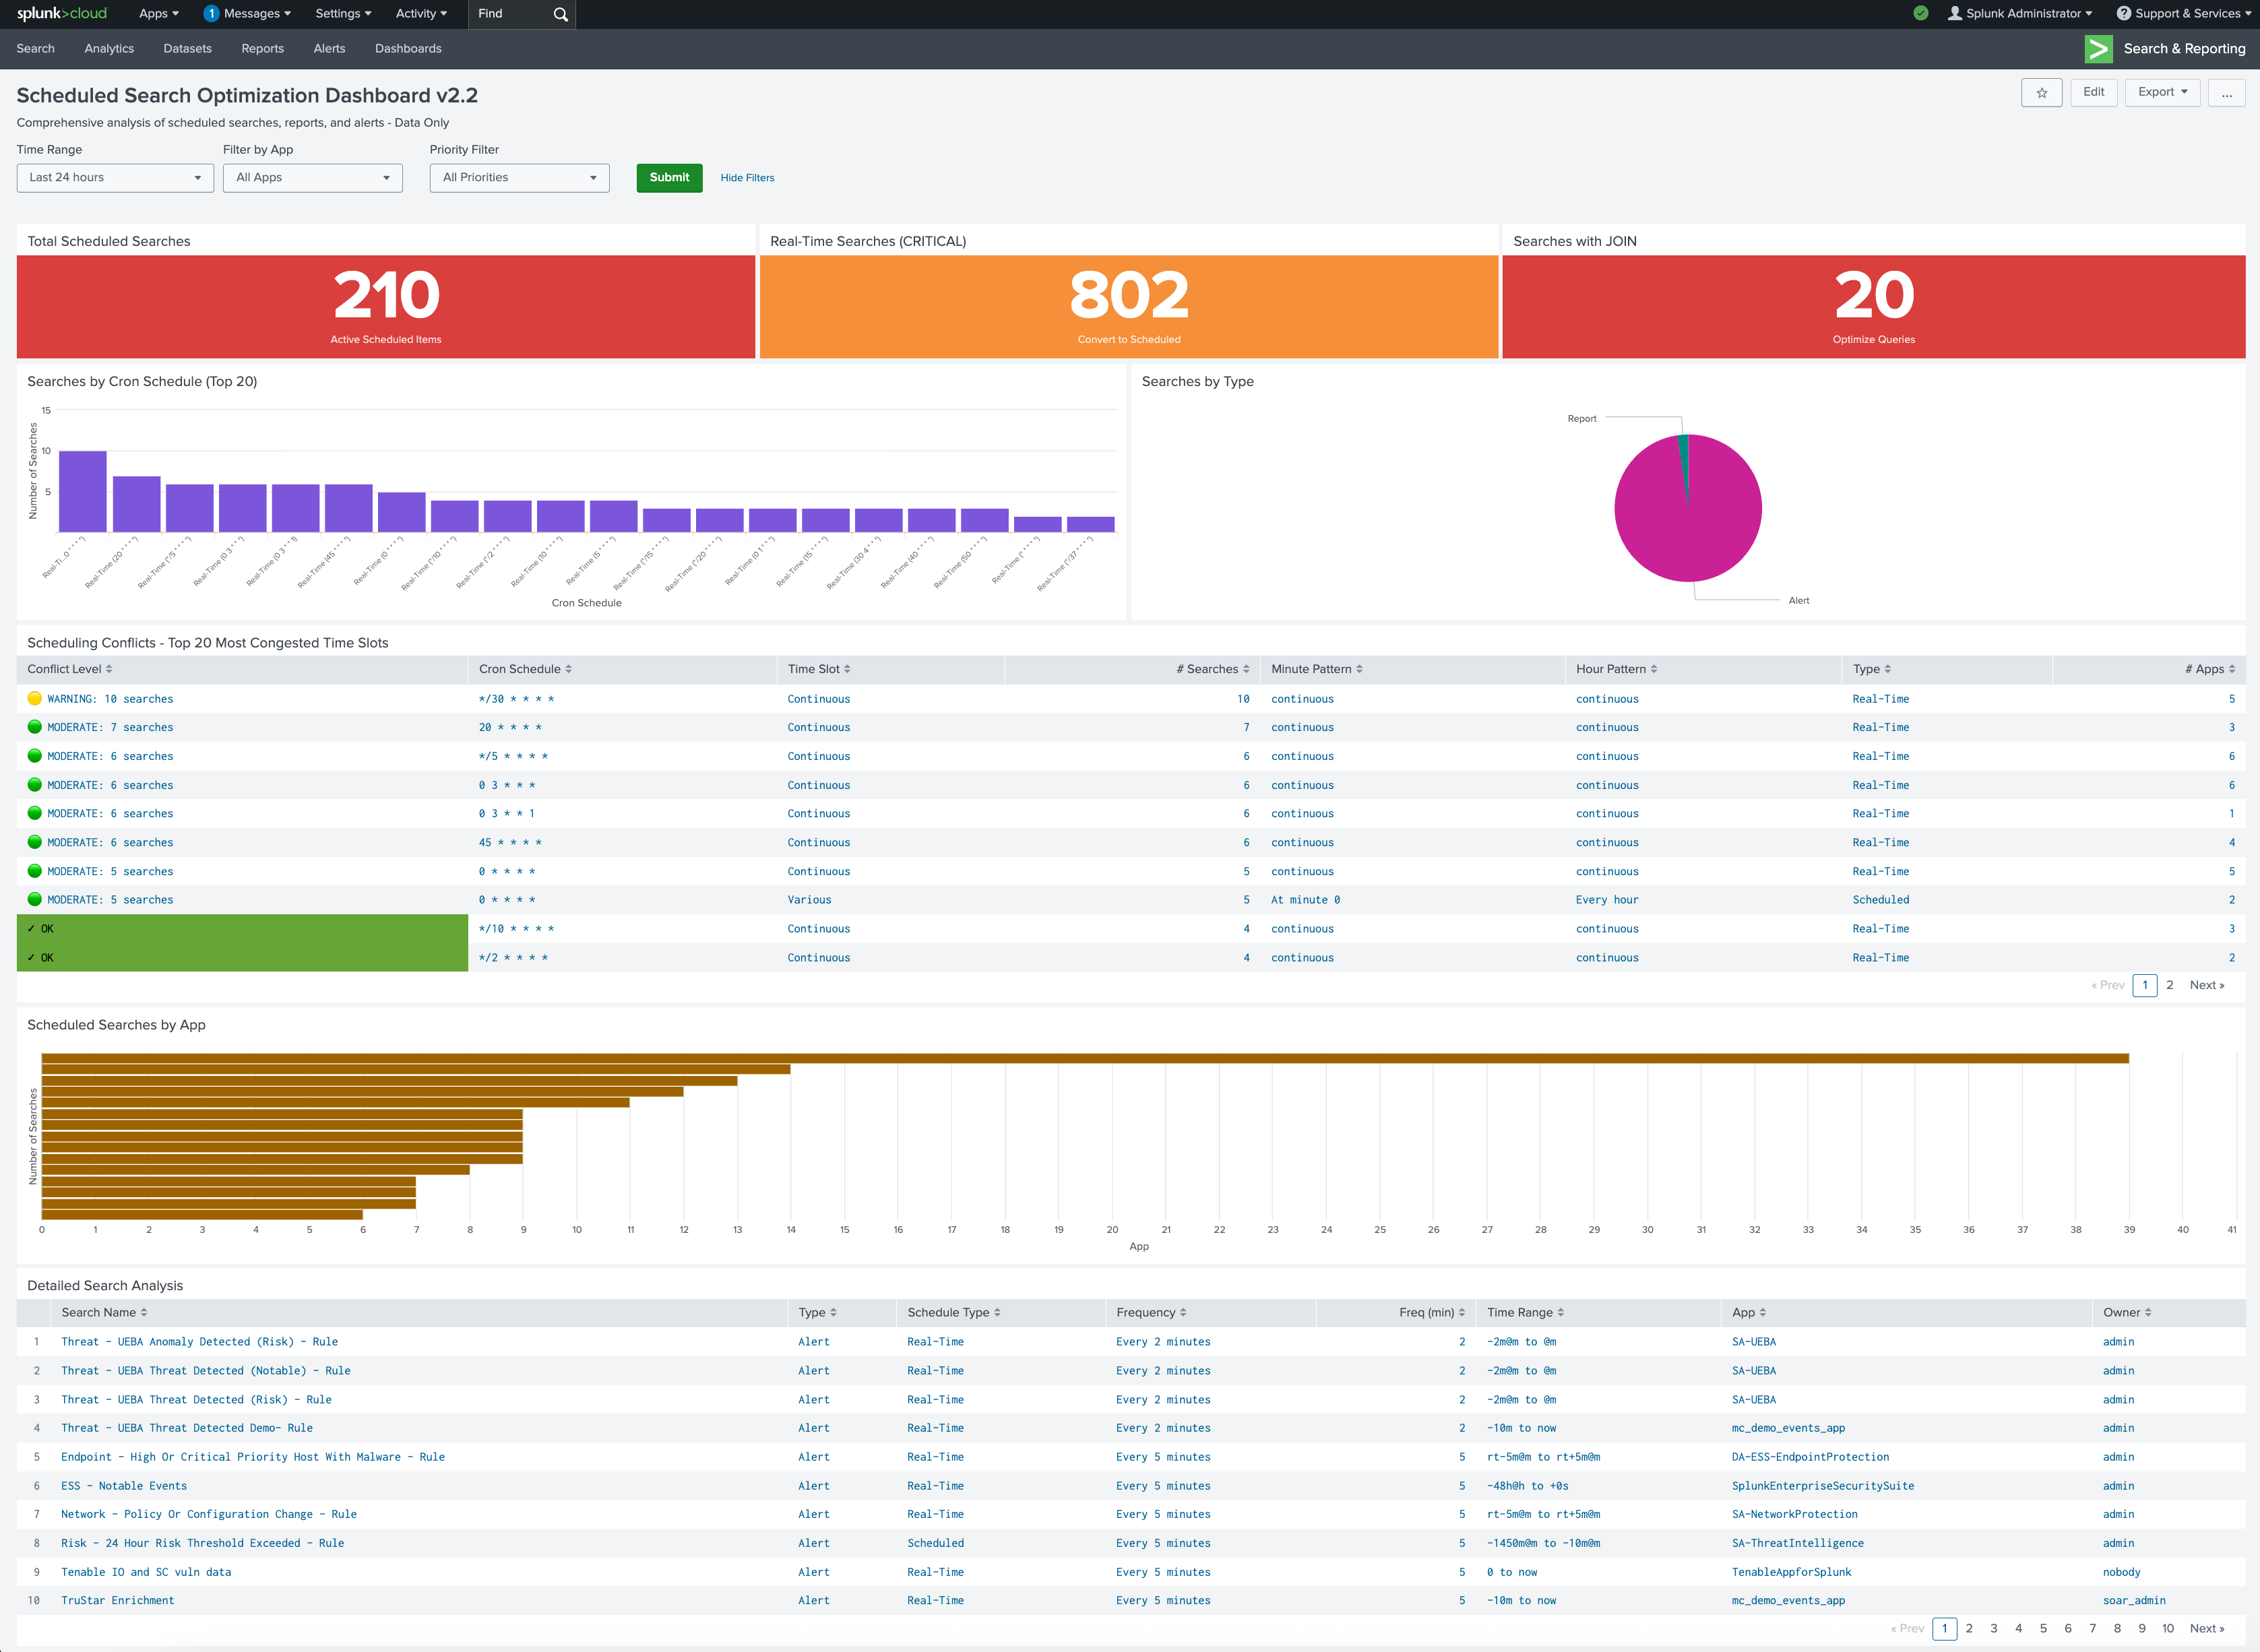 splunk>cloud Apps 1 Messages Settings Activity Find Splunk Administrator ? Support & Services
Search Analytics Datasets Reports Alerts Dashboards > Search & Reporting
Scheduled Search Optimization Dashboard v2.2 Edit Export ...
Comprehensive analysis of scheduled searches, reports, and alerts - Data Only
Time Range Filter by App Priority Filter
Last 24 hours All Apps All Priorities Submit Hide Filters
Total Scheduled Searches Real-Time Searches (CRITICAL) Searches with JOIN
210 802 20
Active Scheduled Items Convert to Scheduled Optimize Queries
Searches by Cron Schedule (Top 20) Searches by Type
15
10
5
Number of Searches
Real-Ti...0 * * * *)
Real-Time (20 * * * *)
Real-Time (*/5 * * * *)
Real-Time (0 3 * * *)
Real-Time (0 3 * * 1)
Real-Time (45 * * * *)
Real-Time (0 * * * *)
Real-Time (*/10 * * * *)
Real-Time (*/2 * * * *)
Real-Time (10 * * * *)
Real-Time (5 * * * *)
Real-Time (*/15 * * * *)
Real-Time (*/20 * * * *)
Real-Time (0 1 * * *)
Real-Time (15 * * * *)
Real-Time (30 4 * * *)
Real-Time (40 * * * *)
Real-Time (50 * * * *)
Real-Time (* * * * *)
Real-Time (*/37 * * * *)
Cron Schedule
Report
Alert
Scheduling Conflicts - Top 20 Most Congested Time Slots
Conflict Level Cron Schedule Time Slot # Searches Minute Pattern Hour Pattern Type # Apps
WARNING: 10 searches */30 * * * * Continuous 10 continuous continuous Real-Time 5
MODERATE: 7 searches 20 * * * * Continuous 7 continuous continuous Real-Time 3
MODERATE: 6 searches */5 * * * * Continuous 6 continuous continuous Real-Time 6
MODERATE: 6 searches 0 3 * * * Continuous 6 continuous continuous Real-Time 6
MODERATE: 6 searches 0 3 * * 1 Continuous 6 continuous continuous Real-Time 1
MODERATE: 6 searches 45 * * * * Continuous 6 continuous continuous Real-Time 4
MODERATE: 5 searches 0 * * * * Continuous 5 continuous continuous Real-Time 5
MODERATE: 5 searches 0 * * * * Various 5 At minute 0 Every hour Scheduled 2
✓ OK */10 * * * * Continuous 4 continuous continuous Real-Time 3
✓ OK */2 * * * * Continuous 4 continuous continuous Real-Time 2
« Prev 1 2 Next »
Scheduled Searches by App
Number of Searches
0 1 2 3 4 5 6 7 8 9 10 11 12 13 14 15 16 17 18 19 20 21 22 23 24 25 26 27 28 29 30 31 32 33 34 35 36 37 38 39 40 41
App
Detailed Search Analysis
Search Name Type Schedule Type Frequency Freq (min) Time Range App Owner
1 Threat - UEBA Anomaly Detected (Risk) - Rule Alert Real-Time Every 2 minutes 2 -2m@m to @m SA-UEBA admin
2 Threat - UEBA Threat Detected (Notable) - Rule Alert Real-Time Every 2 minutes 2 -2m@m to @m SA-UEBA admin
3 Threat - UEBA Threat Detected (Risk) - Rule Alert Real-Time Every 2 minutes 2 -2m@m to @m SA-UEBA admin
4 Threat - UEBA Threat Detected Demo- Rule Alert Real-Time Every 2 minutes 2 -10m to now mc_demo_events_app admin
5 Endpoint - High Or Critical Priority Host With Malware - Rule Alert Real-Time Every 5 minutes 5 rt-5m@m to rt+5m@m DA-ESS-EndpointProtection admin
6 ESS - Notable Events Alert Real-Time Every 5 minutes 5 -48h@h to +0s SplunkEnterpriseSecuritySuite admin
7 Network - Policy Or Configuration Change - Rule Alert Real-Time Every 5 minutes 5 rt-5m@m to rt+5m@m SA-NetworkProtection admin
8 Risk - 24 Hour Risk Threshold Exceeded - Rule Alert Scheduled Every 5 minutes 5 -1450m@m to -10m@m SA-ThreatIntelligence admin
9 Tenable IO and SC vuln data Alert Real-Time Every 5 minutes 5 0 to now TenableAppforSplunk nobody
10 TruStar Enrichment Alert Real-Time Every 5 minutes 5 -10m to now mc_demo_events_app soar_admin
« Prev 1 2 3 4 5 6 7 8 9 10 Next »